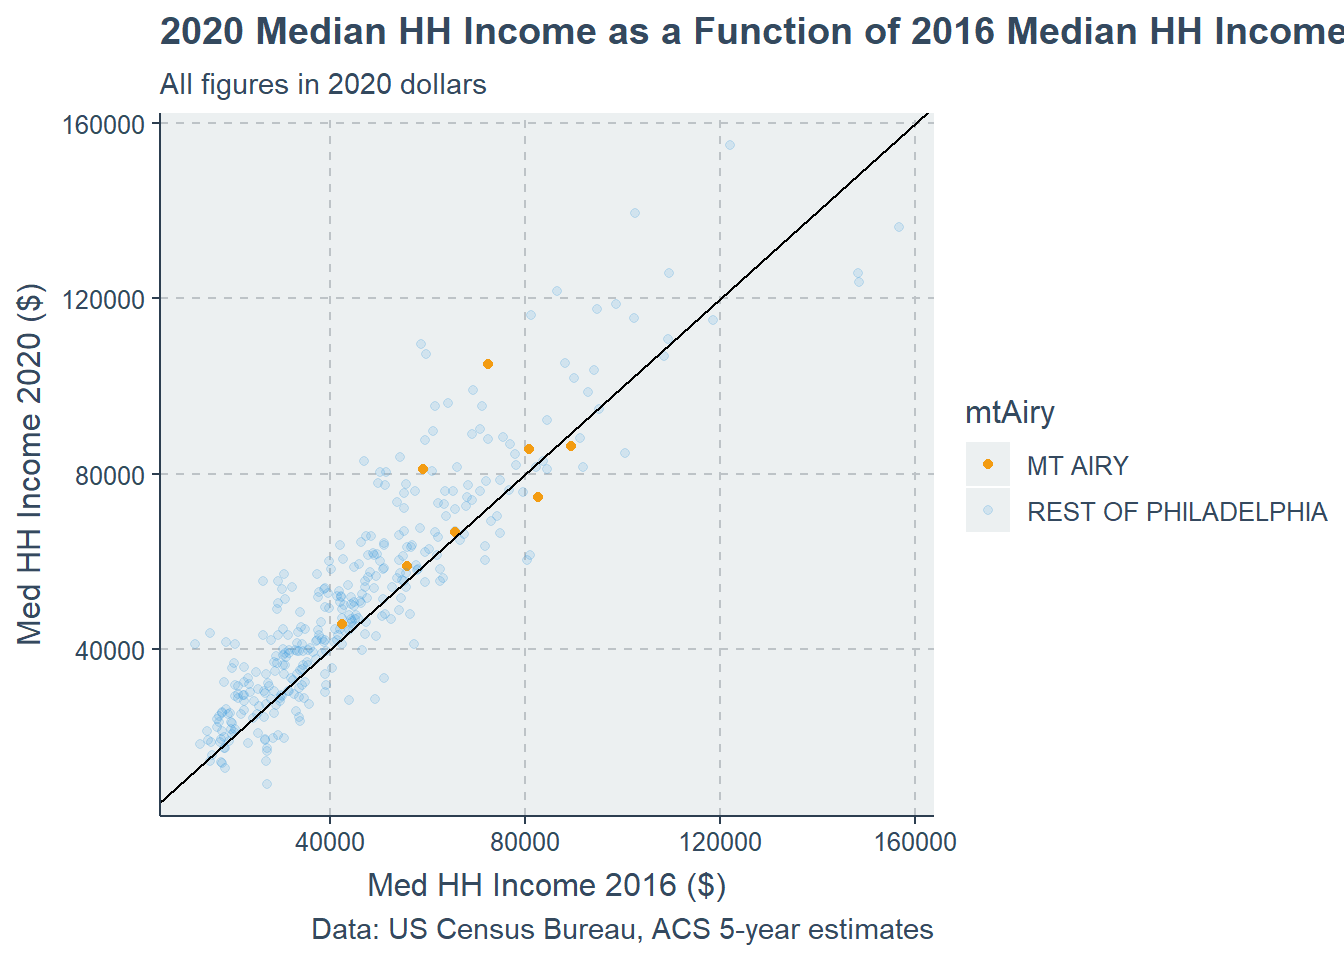 2020 Median HH Income as a Function of 2016 Median HH Income
All figures in 2020 dollars
160000
120000
80000
40000
Med HH Income 2020 ($)
40000 80000 120000 160000
Med HH Income 2016 ($)
Data: US Census Bureau, ACS 5-year estimates
mtAiry
MT AIRY
REST OF PHILADELPHIA